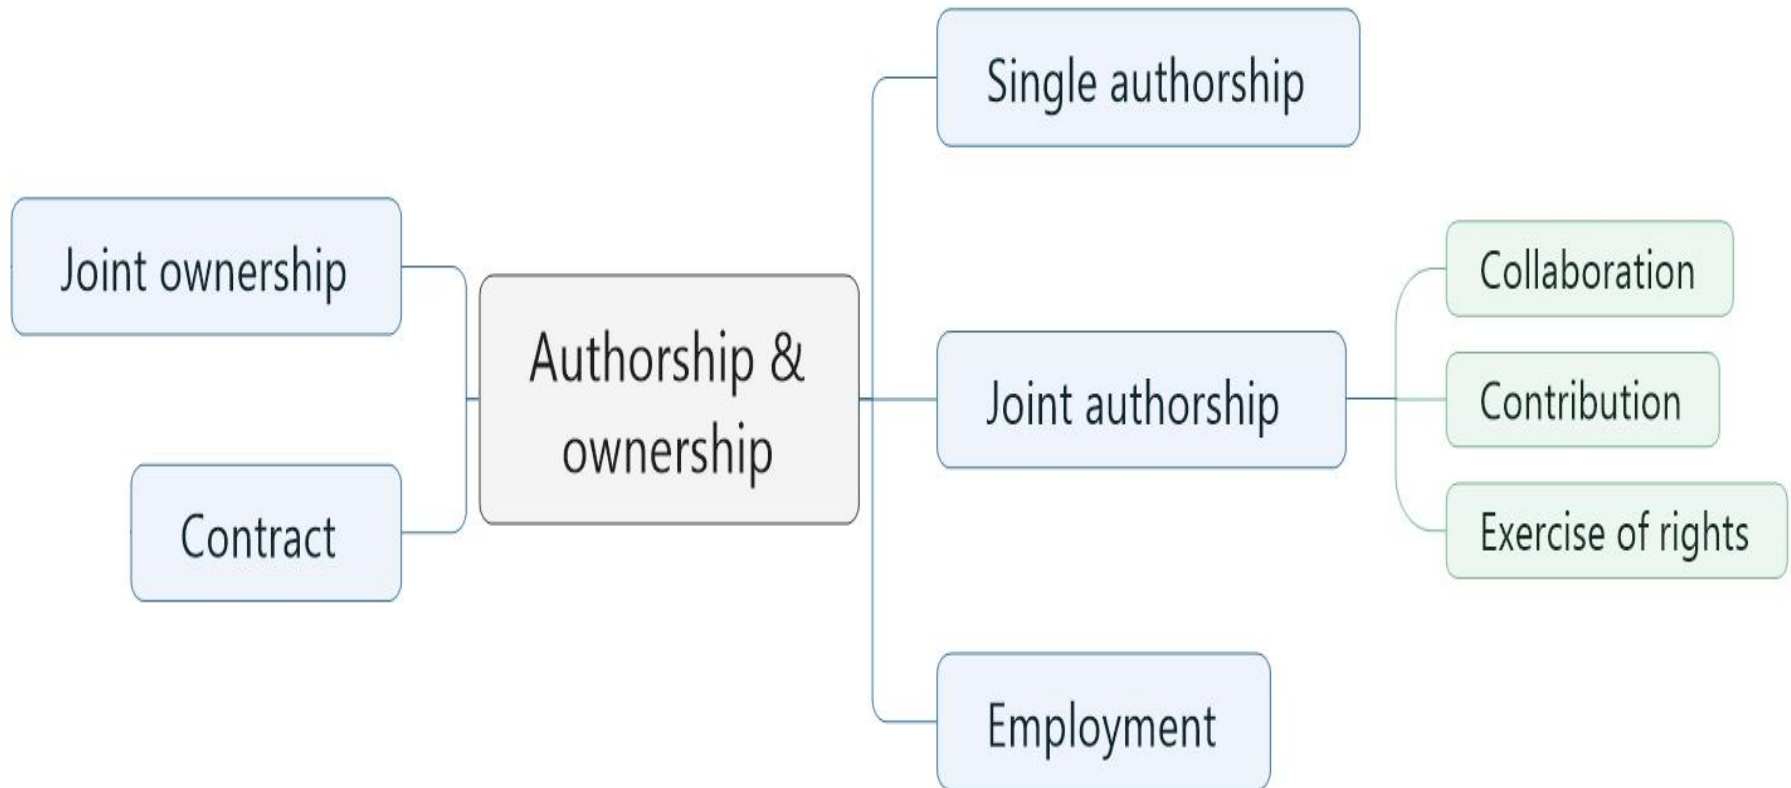 Single authorship
Joint ownership
Authorship &
ownership
Joint authorship
Collaboration
Contribution
Exercise of rights
Contract
Employment